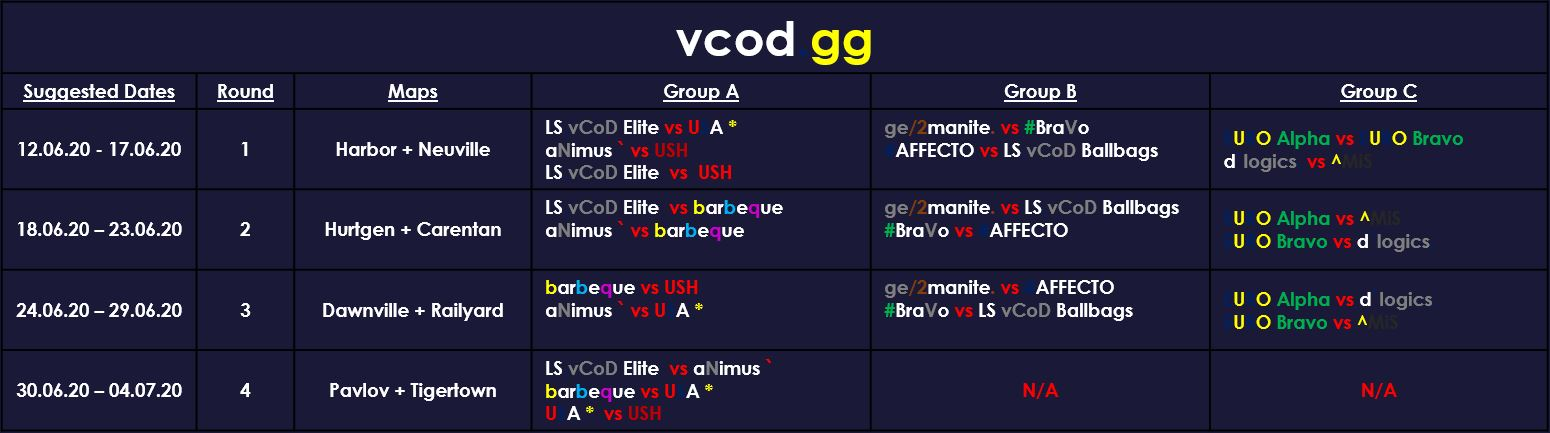 vcod.gg
Suggested Dates Round Maps Group A Group B Group C
12.06.20 - 17.06.20 1 Harbor + Neuville
LS vCoD Elite vs U A *
aNimus ` vs USH
LS vCoD Elite vs USH
ge/2manite. vs #BraVo
AFFECTO vs LS vCoD Ballbags
Alpha vs Bravo
d logics vs ^MiS
18.06.20 – 23.06.20 2 Hurtgen + Carentan
LS vCoD Elite vs barbeque
aNimus ` vs barbeque
ge/2manite. vs LS vCoD Ballbags
#BraVo vs AFFECTO
Alpha vs ^MiS
Bravo vs d logics
24.06.20 – 29.06.20 3 Dawnville + Railyard
barbeque vs USH
aNimus ` vs U A *
ge/2manite. vs AFFECTO
#BraVo vs LS vCoD Ballbags
Alpha vs d logics
Bravo vs ^MiS
30.06.20 – 04.07.20 4 Pavlov + Tigertown
LS vCoD Elite vs aNimus `
barbeque vs U A *
U A * vs USH
N/A
N/A